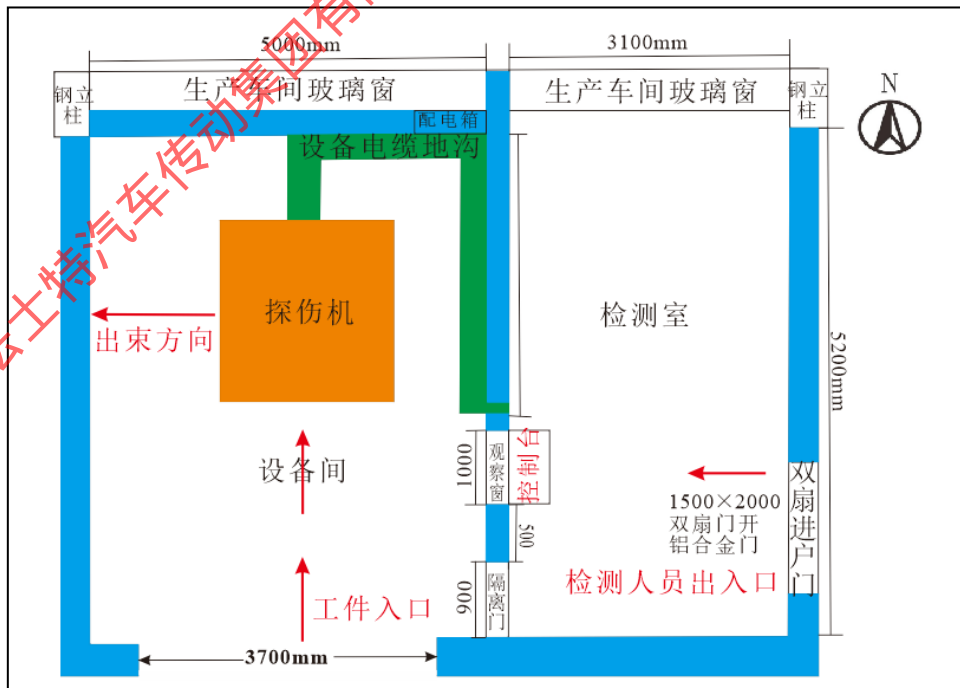 5000mm
3100mm
N
钢立
柱
生产车间玻璃窗
生产车间玻璃窗
钢立
柱
配电箱
设备电缆地沟
探伤机
检测室
出束方向
5200mm
设备间
1000
观察窗
控制台
双扇进户门
1500×2000
双扇门开
铝合金门
500
900
隔离门
检测人员出入口
工件入口
3700mm
士特汽车传动集团有